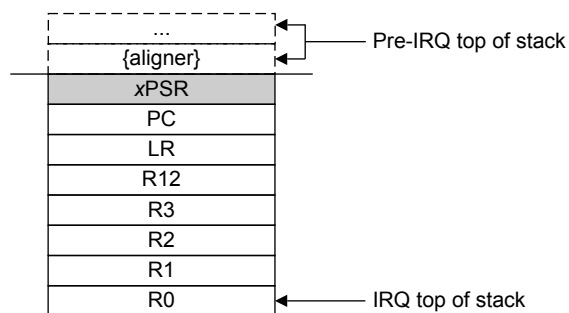 ...
Pre-IRQ top of stack
{aligner}
xPSR
PC
LR
R12
R3
R2
R1
R0
IRQ top of stack